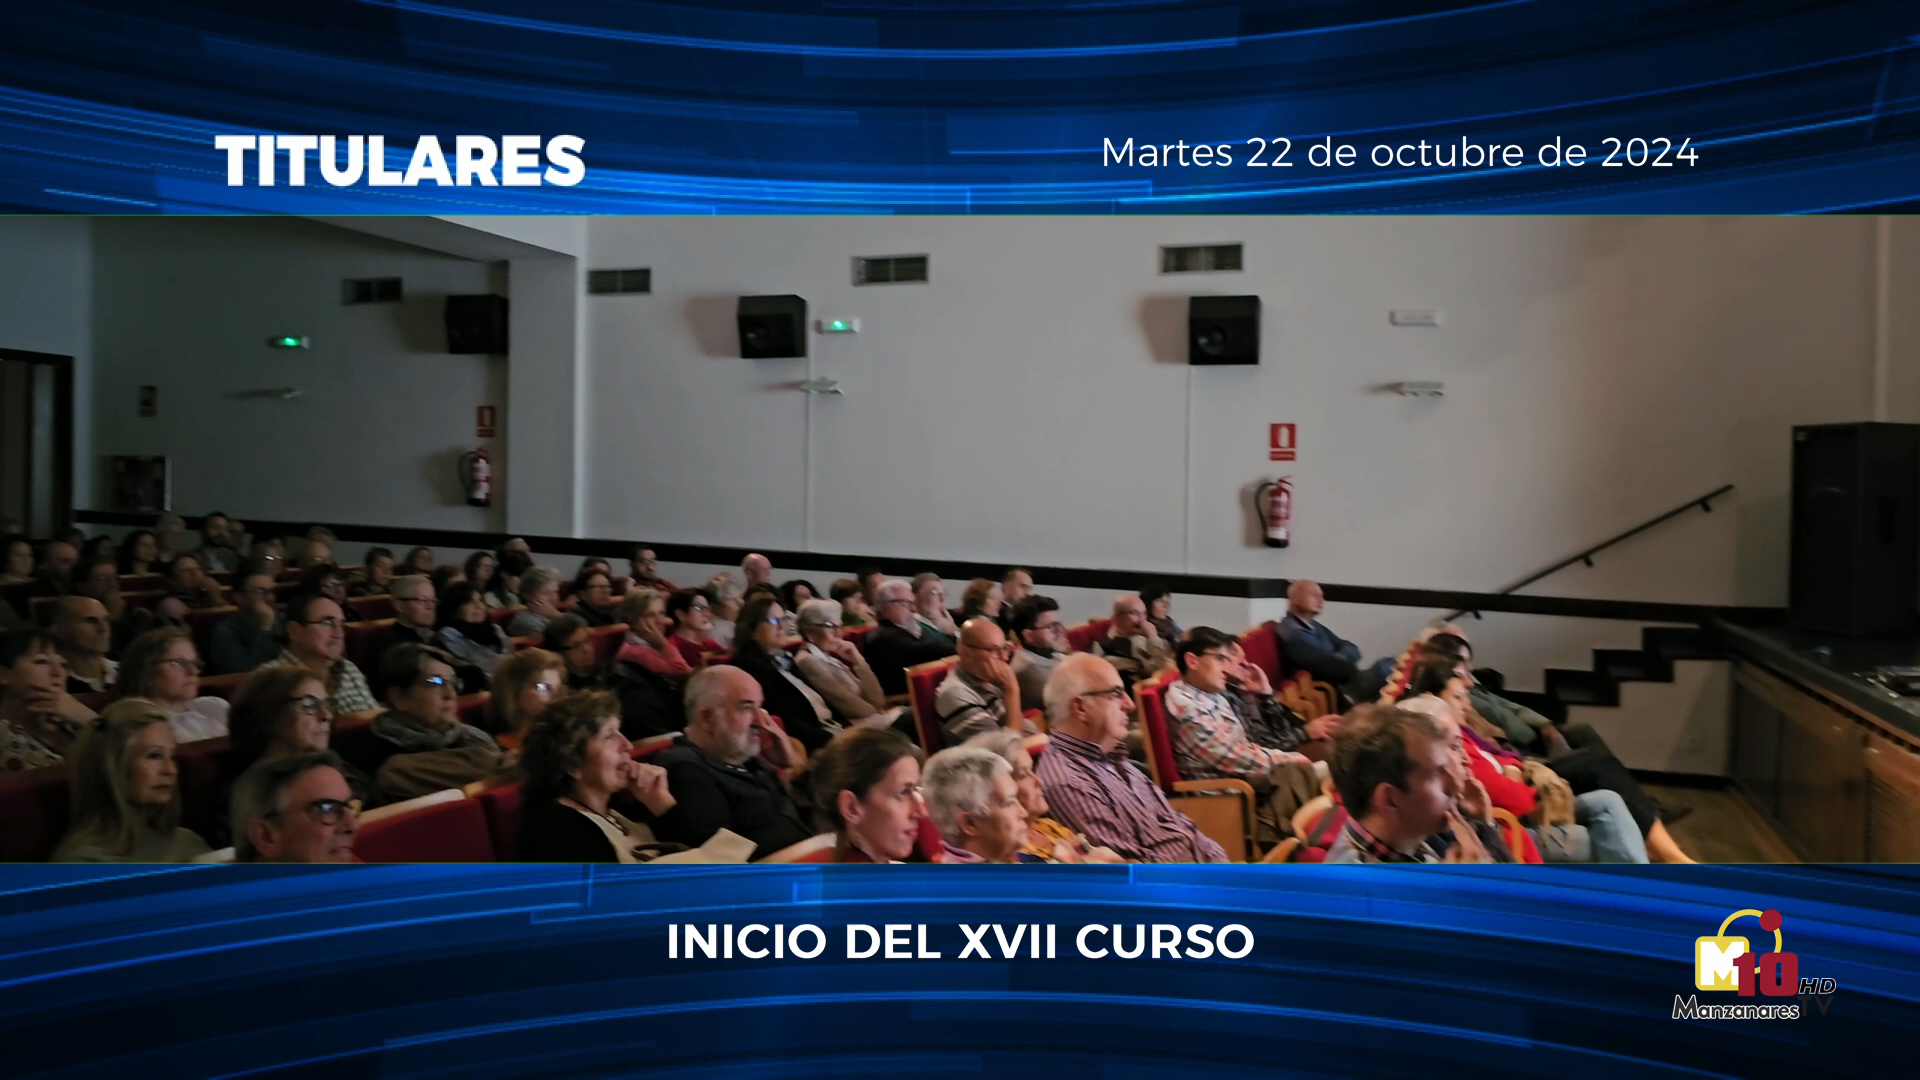 TITULARES
Martes 22 de octubre de 2024
INICIO DEL XVII CURSO
M10
HD
Manzanares TV